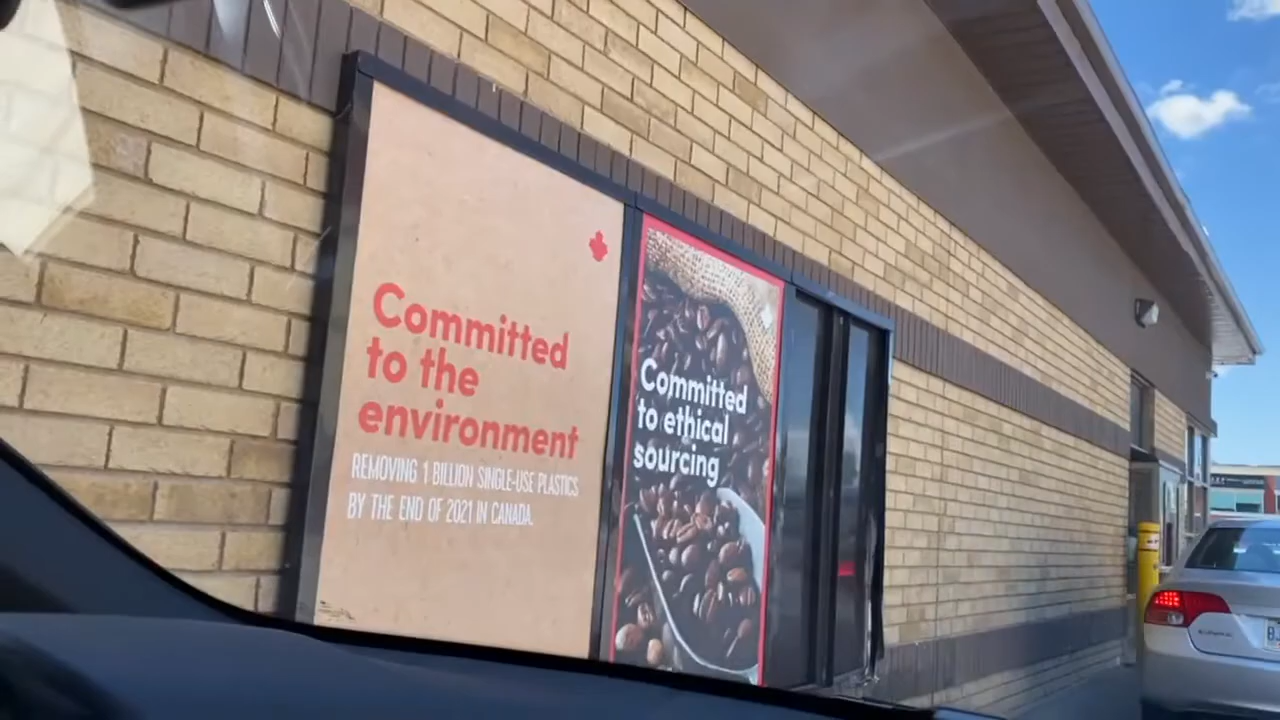 Committed
to the
environment
REMOVING 1 BILLION SINGLE-USE PLASTICS
BY THE END OF 2021 IN CANADA.
Committed
to ethical
sourcing